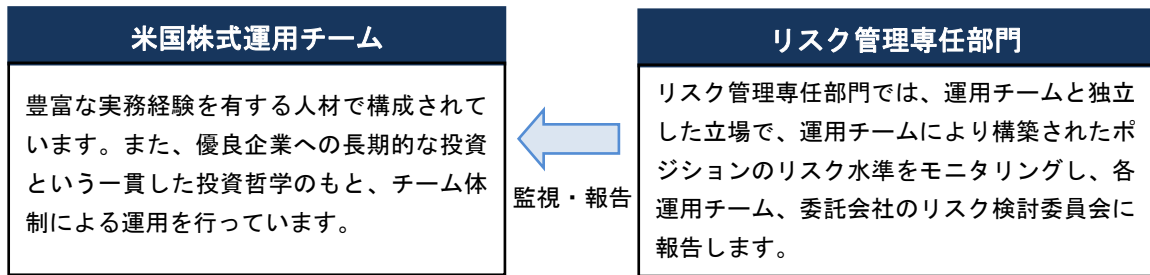 米国株式運用チーム
豊富な実務経験を有する人材で構成されて
います。また、優良企業への長期的な投資
という一貫した投資哲学のもと、チーム体
制による運用を行っています。
監視・報告
リスク管理専任部門
リスク管理専任部門では、運用チームと独立
した立場で、運用チームにより構築されたポ
ジションのリスク水準をモニタリングし、各
運用チーム、委託会社のリスク検討委員会に
報告します。